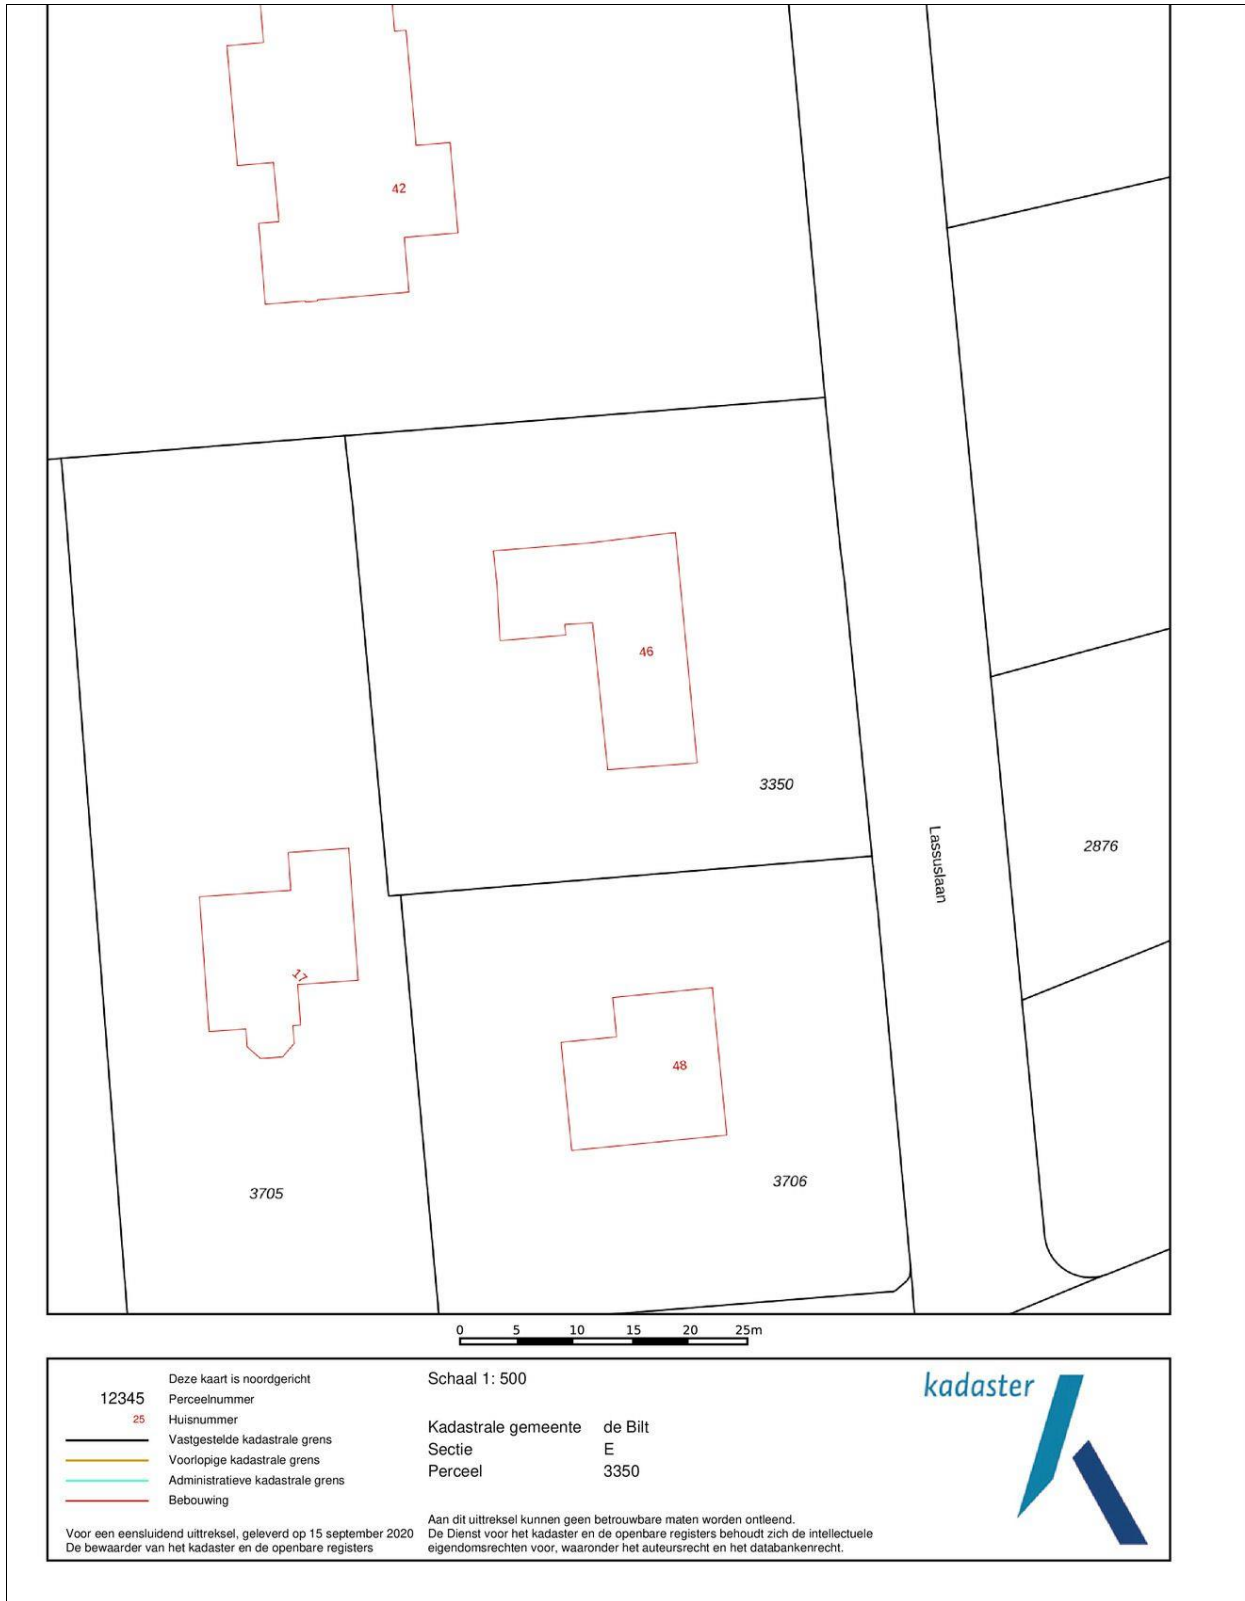 42
46
3350
Lassuslaan
2876
17
48
3706
3705
0 5 10 15 20 25m
Deze kaart is noordgericht
12345 Perceelnummer
25 Huisnummer
Vastgestelde kadastrale grens
Voorlopige kadastrale grens
Administratieve kadastrale grens
Bebouwing
Voor een eensluidend uittreksel, geleverd op 15 september 2020
De bewaarder van het kadaster en de openbare registers
Schaal 1: 500
Kadastrale gemeente de Bilt
Sectie E
Perceel 3350
Aan dit uittreksel kunnen geen betrouwbare maten worden ontleend.
De Dienst voor het kadaster en de openbare registers behoudt zich de intellectuele
eigendomsrechten voor, waaronder het auteursrecht en het databankenrecht.
kadaster